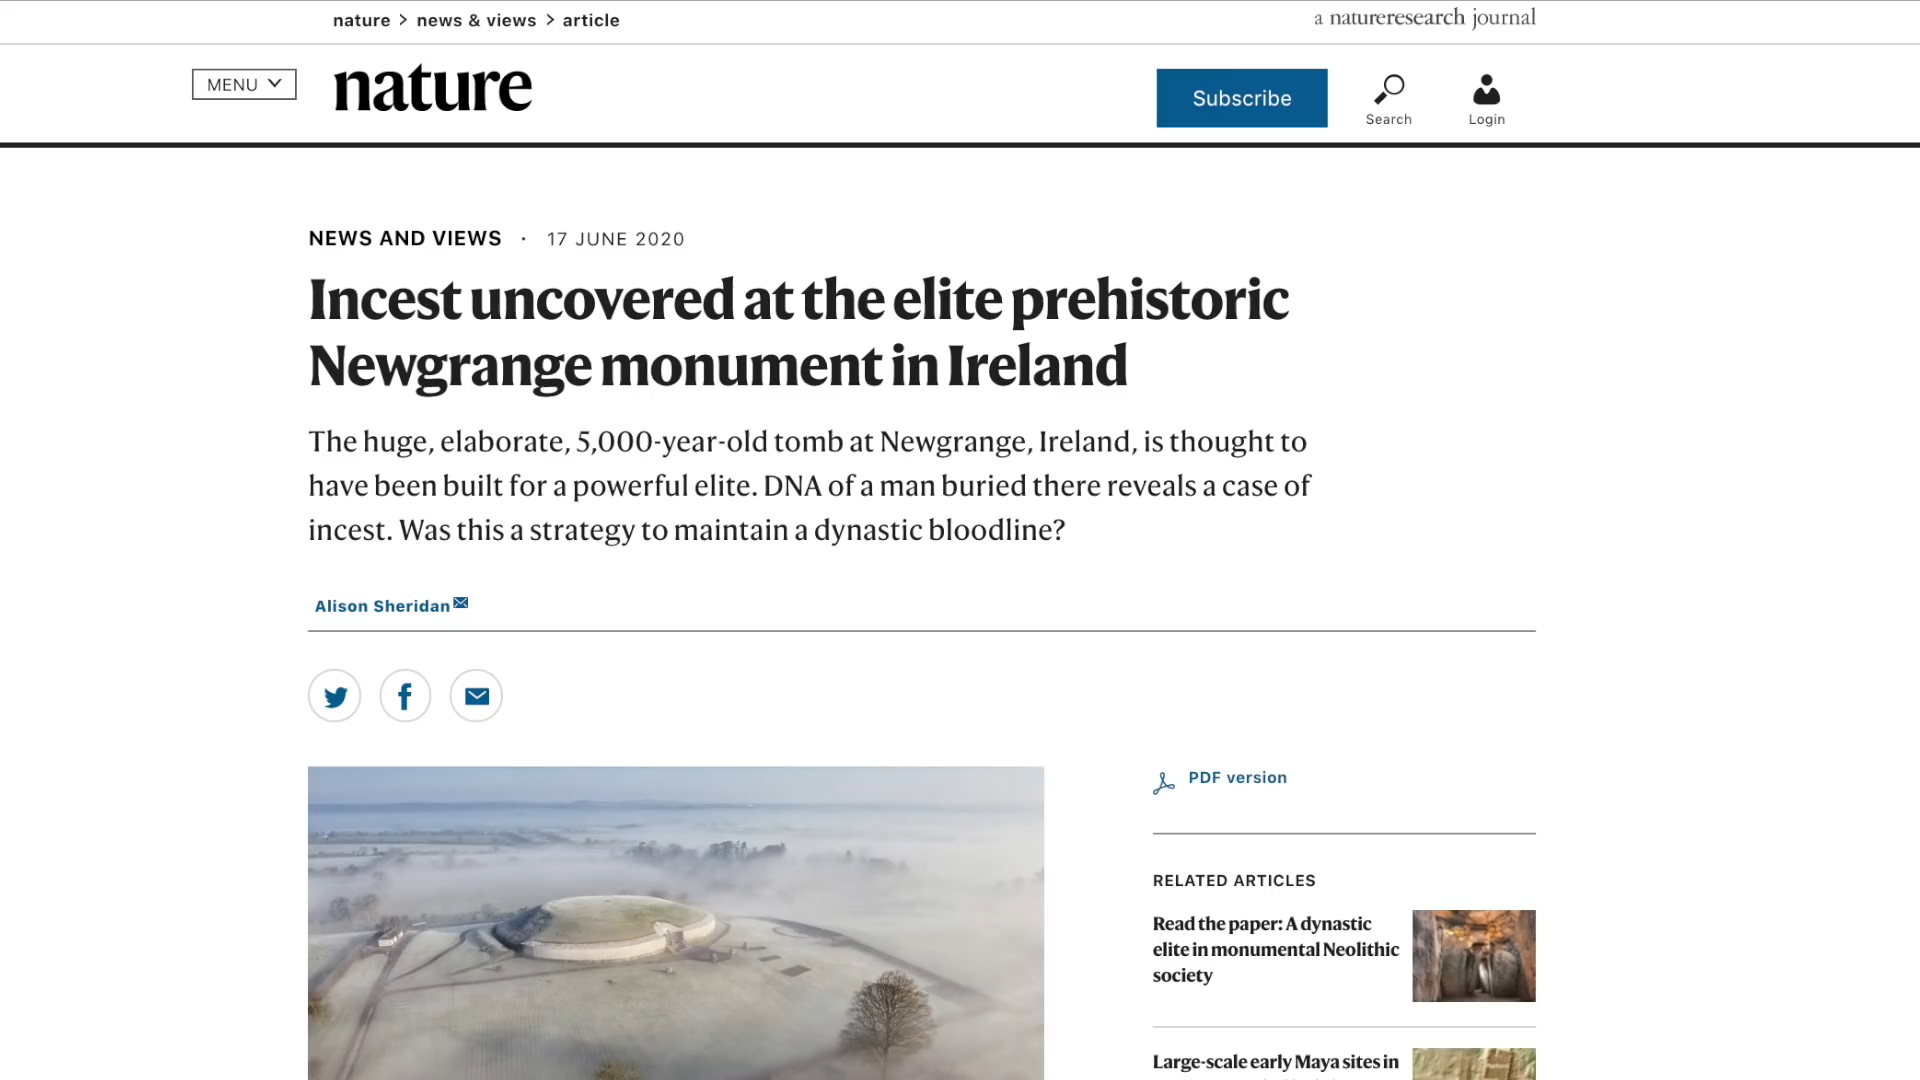 nature > news & views > article
a natureresearch journal
MENU
nature
Subscribe
Search
Login
NEWS AND VIEWS · 17 JUNE 2020
Incest uncovered at the elite prehistoric
Newgrange monument in Ireland
The huge, elaborate, 5,000-year-old tomb at Newgrange, Ireland, is thought to
have been built for a powerful elite. DNA of a man buried there reveals a case of
incest. Was this a strategy to maintain a dynastic bloodline?
Alison Sheridan
PDF version
RELATED ARTICLES
Read the paper: A dynastic
elite in monumental Neolithic
society
Large-scale early Maya sites in